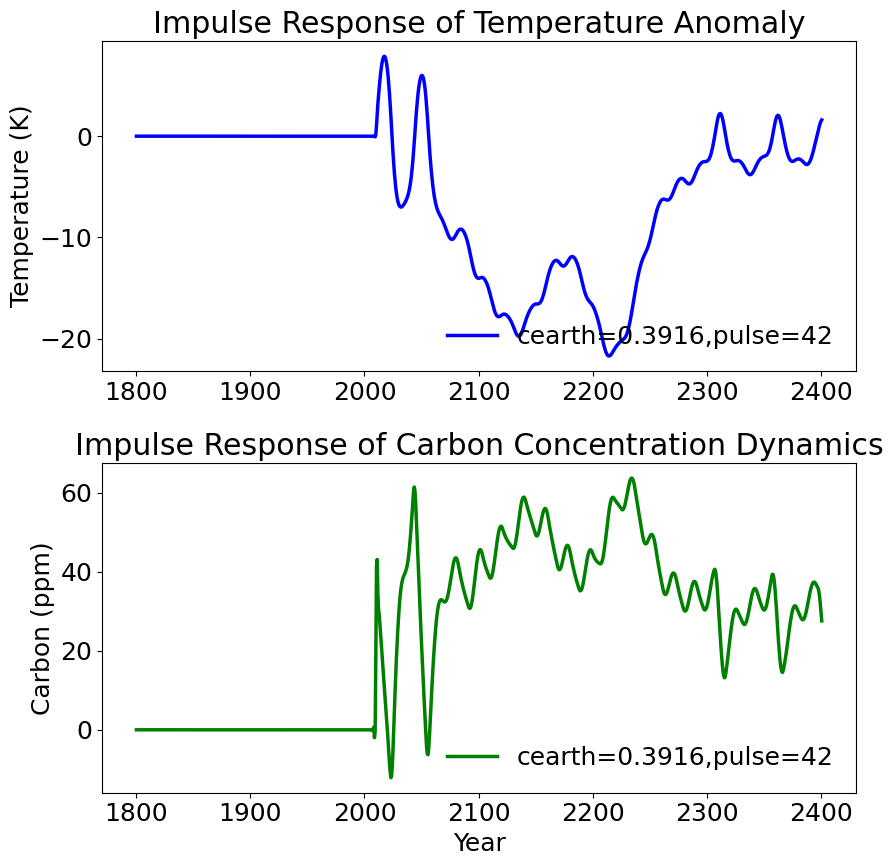 Impulse Response of Temperature Anomaly
Temperature (K)
0
−10
−20
cearth=0.3916,pulse=42
1800 1900 2000 2100 2200 2300 2400
Impulse Response of Carbon Concentration Dynamics
Carbon (ppm)
60
40
20
0
cearth=0.3916,pulse=42
1800 1900 2000 2100 2200 2300 2400
Year